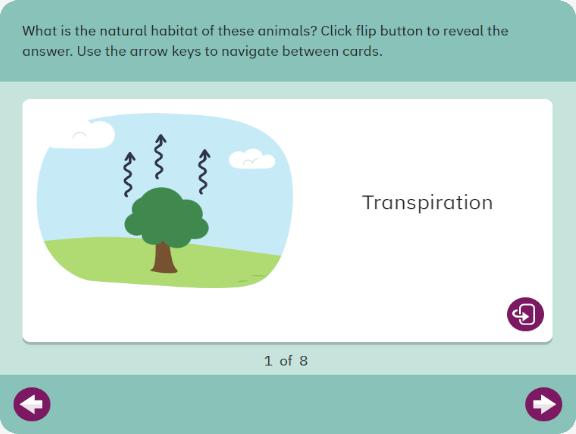 What is the natural habitat of these animals? Click flip button to reveal the
answer. Use the arrow keys to navigate between cards.
Transpiration
1 of 8